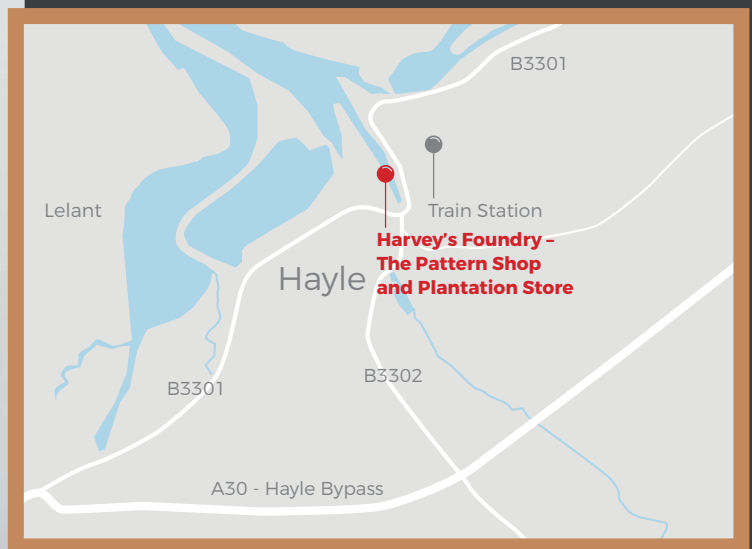 B3301
Lelant
Train Station
Harvey's Foundry –
The Pattern Shop
and Plantation Store
Hayle
B3302
B3301
A30 - Hayle Bypass